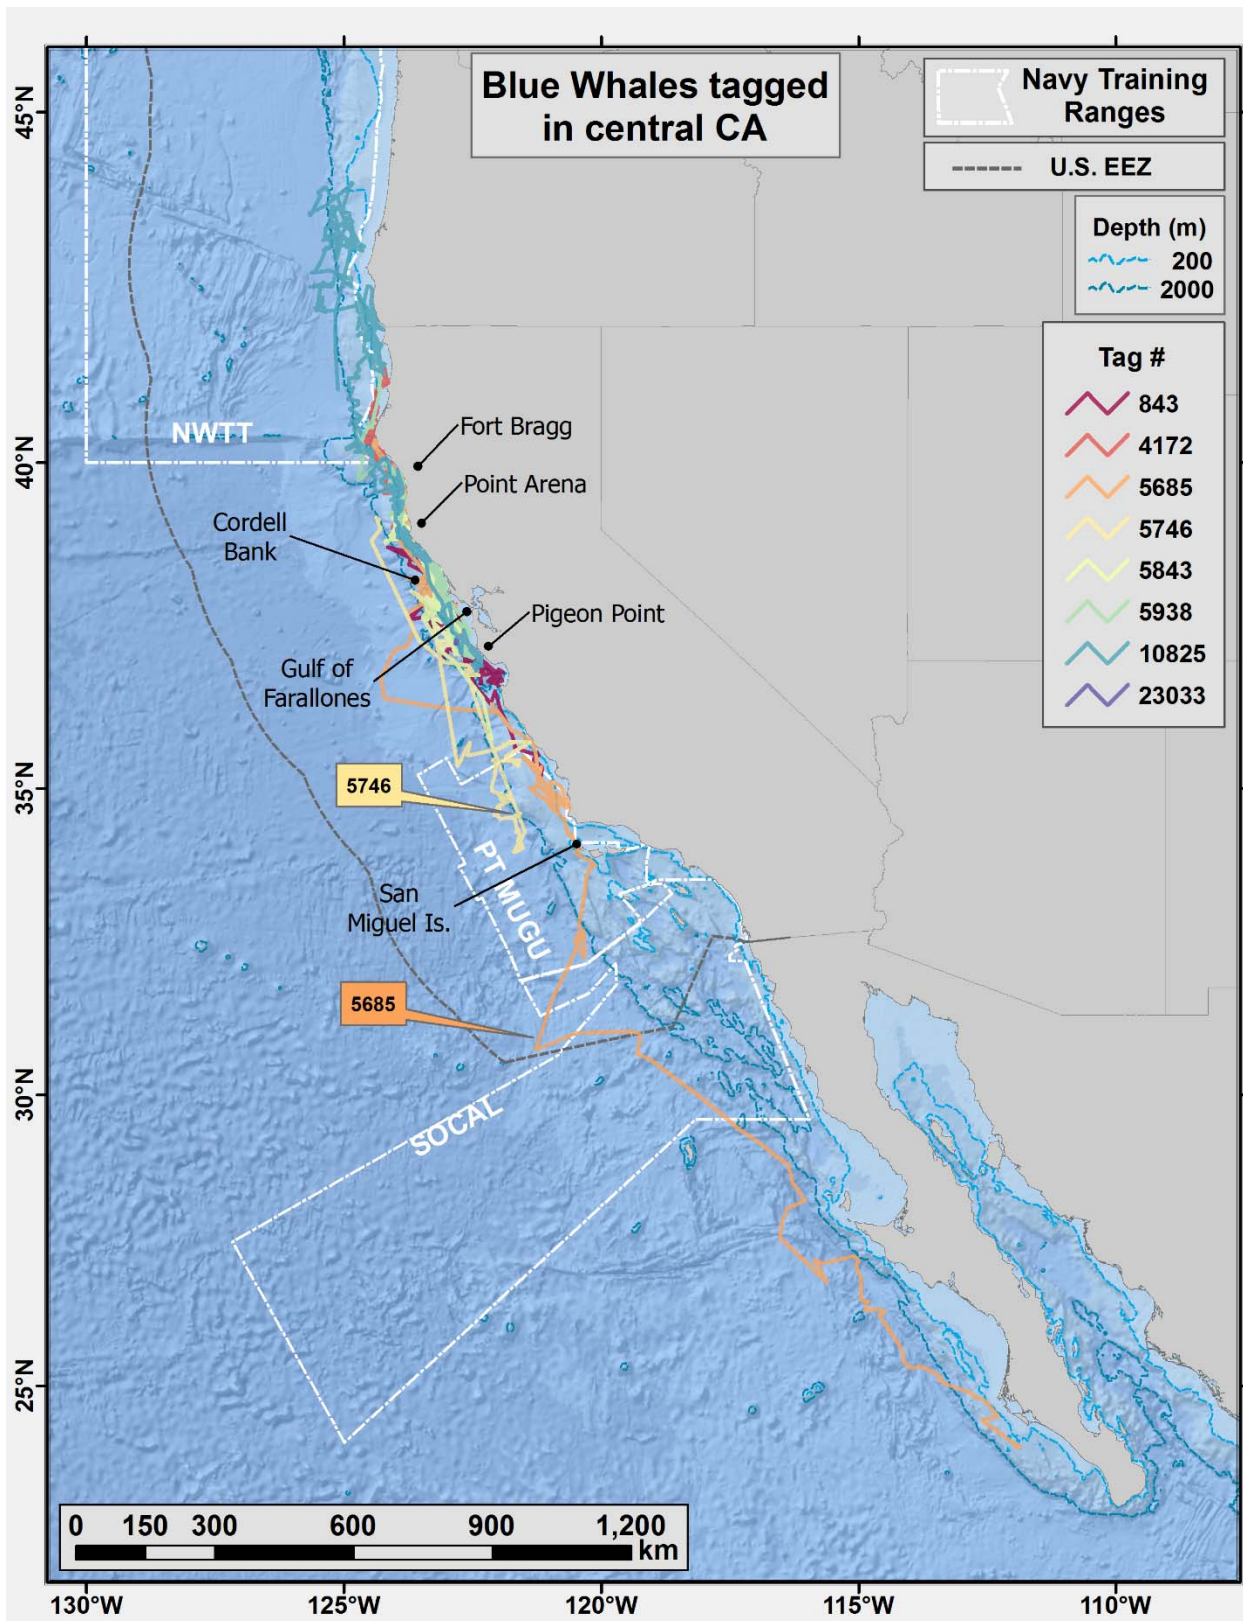 Blue Whales tagged
in central CA
Navy Training
Ranges
U.S. EEZ
Depth (m)
200
2000
Tag #
843
4172
5685
5746
5843
5938
10825
23033
45°N
40°N
35°N
30°N
25°N
NWTT
Fort Bragg
Point Arena
Cordell
Bank
Pigeon Point
Gulf of
Farallones
5746
PT MUGU
San
Miguel Is.
5685
SOCAL
0 150 300 600 900 1,200
km
130°W 125°W 120°W 115°W 110°W